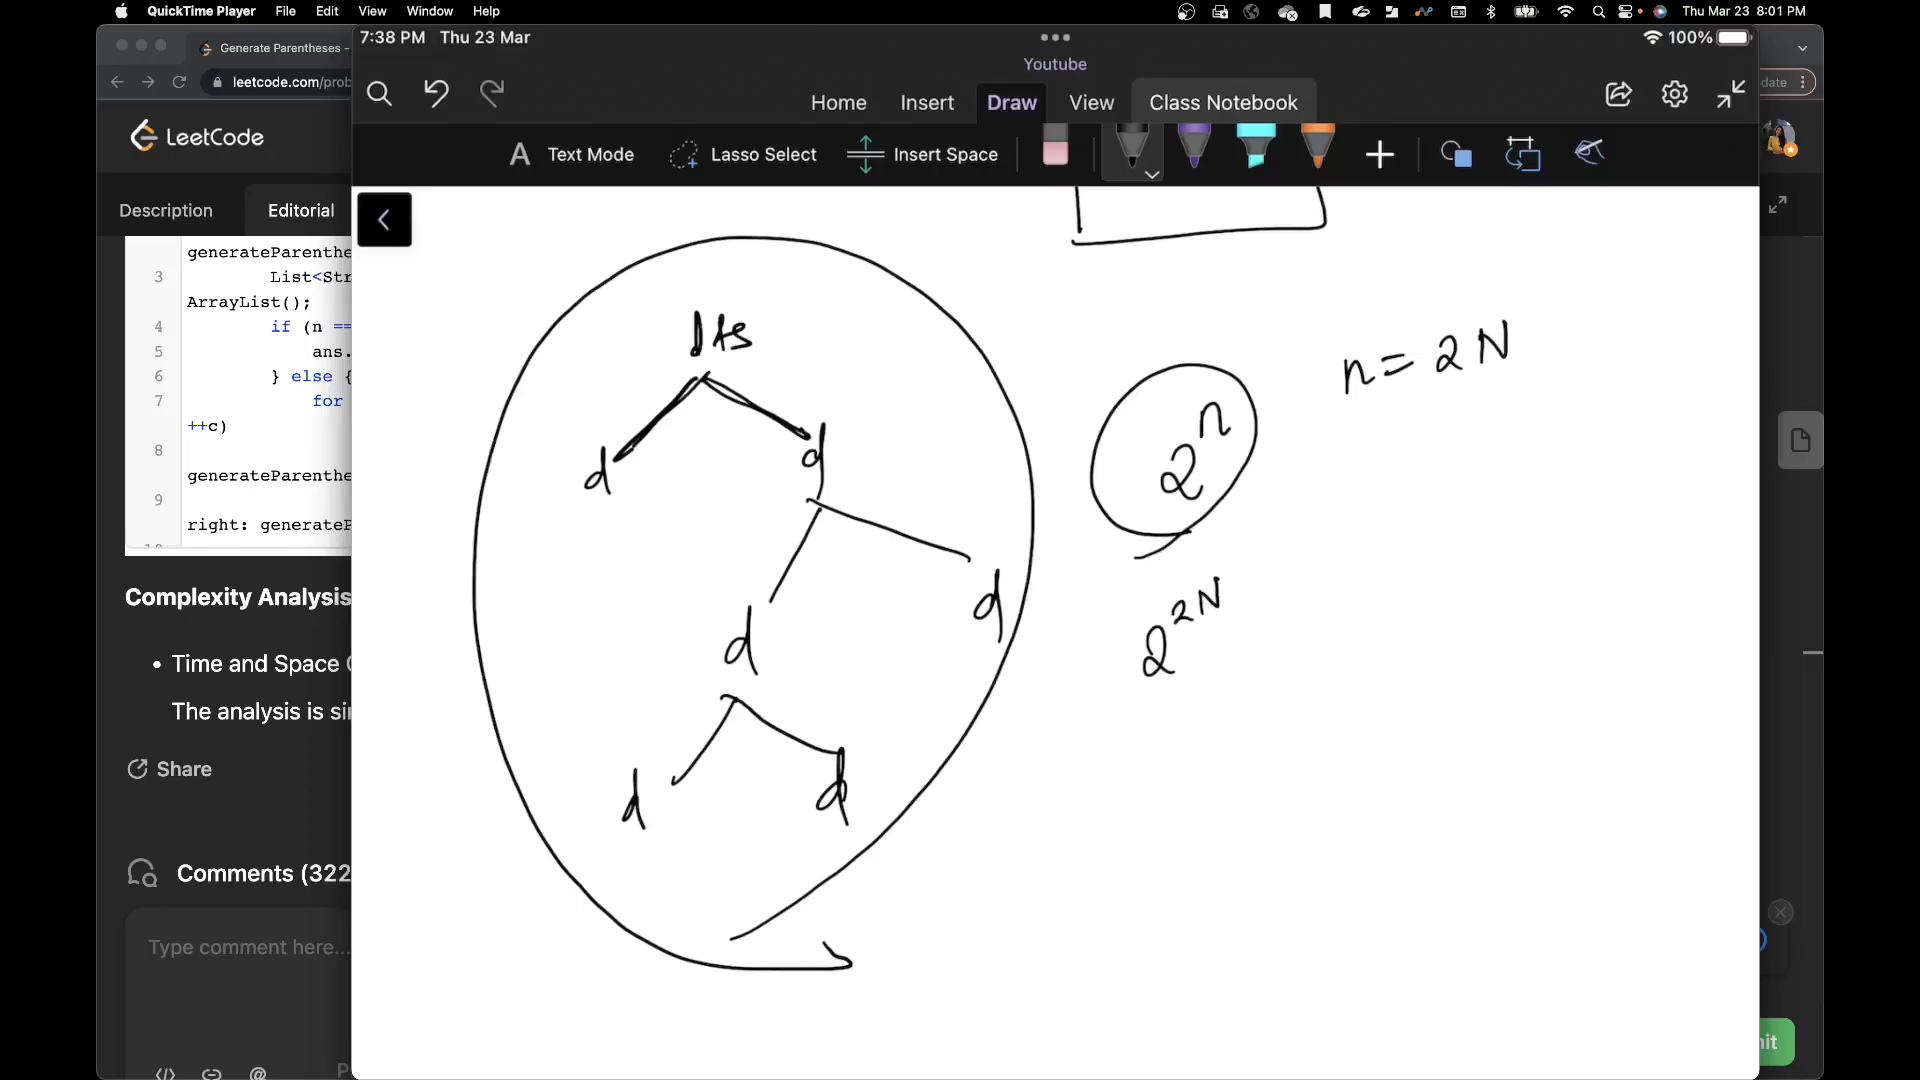 QuickTime Player File Edit View Window Help Thu Mar 23 8:01 PM
Generate Parentheses -
leetcode.com/prob
date
7:38 PM Thu 23 Mar
100%
Youtube
Home Insert Draw View Class Notebook
A Text Mode Lasso Select Insert Space
LeetCode
Description Editorial
generateParenthe
3 List<Str
ArrayList();
4 if (n ==
5 ans.
6 } else {
7 for
++c)
8
generateParenthe
9
right: generateP
Complexity Analysis
• Time and Space C
The analysis is sin
Share
Comments (322
Type comment here...
</> @ P
it
dfs
d d
d d
d d
2^n
n = 2N
2^2N